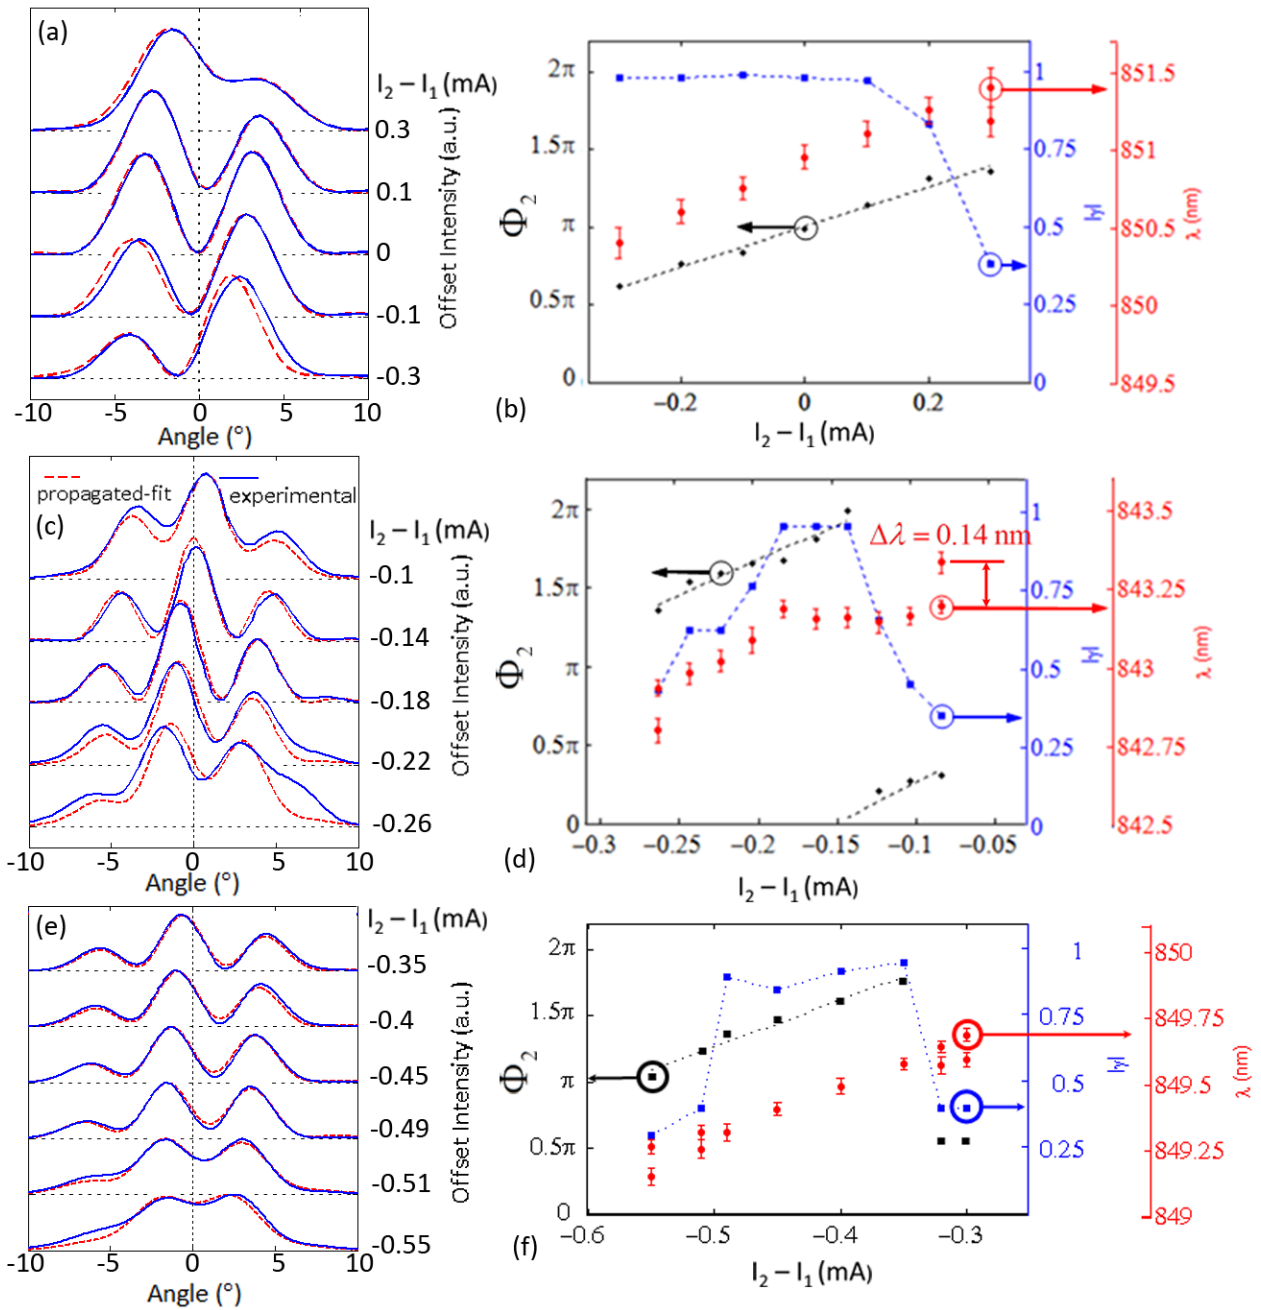 (a)
I₂ – I₁ (mA)
0.3
0.1
0
-0.1
-0.3
Offset Intensity (a.u.)
-10 -5 0 5 10
Angle (°)
(b)
2π
1.5π
π
0.5π
0
Φ₂
−0.2 0 0.2
I₂ – I₁ (mA)
1
0.75
0.5
0.25
0
|γ|
851.5
851
850.5
850
849.5
λ (nm)
propagated-fit experimental
(c)
I₂ – I₁ (mA)
-0.1
-0.14
-0.18
-0.22
-0.26
Offset Intensity (a.u.)
-10 -5 0 5 10
Angle (°)
(d)
2π
1.5π
π
0.5π
0
Φ₂
−0.3 −0.25 −0.2 −0.15 −0.1 −0.05
I₂ – I₁ (mA)
Δλ = 0.14 nm
1
0.75
0.5
0.25
0
|γ|
843.5
843.25
843
842.75
842.5
λ (nm)
(e)
I₂ – I₁ (mA)
-0.35
-0.4
-0.45
-0.49
-0.51
-0.55
Offset Intensity (a.u.)
-10 -5 0 5 10
Angle (°)
(f)
2π
1.5π
π
0.5π
0
Φ₂
−0.6 −0.5 −0.4 −0.3
I₂ – I₁ (mA)
1
0.75
0.5
0.25
|γ|
850
849.75
849.5
849.25
849
λ (nm)